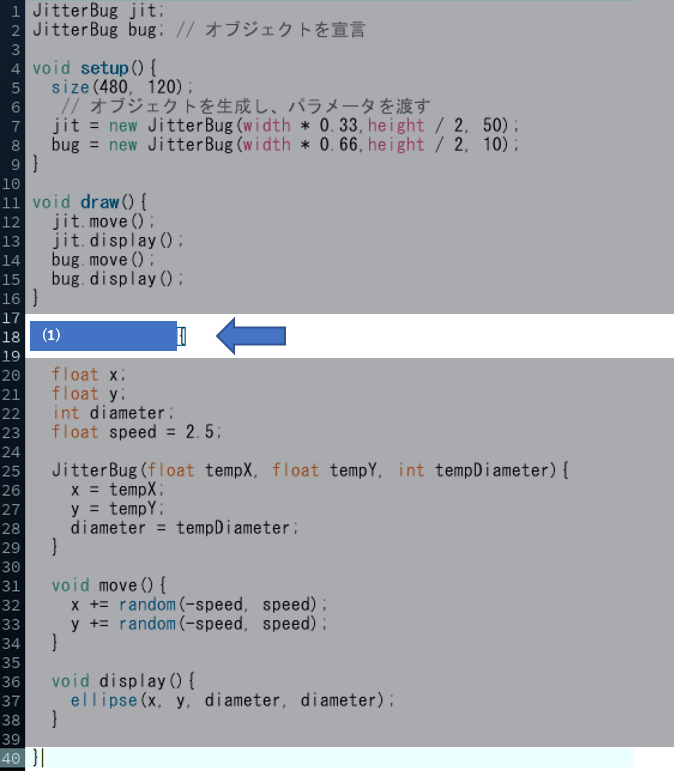 1 JitterBug jit;
2 JitterBug bug; // オブジェクトを宣言
3
4 void setup(){
5 size(480, 120);
6 // オブジェクトを生成し、パラメータを渡す
7 jit = new JitterBug(width * 0.33,height / 2, 50);
8 bug = new JitterBug(width * 0.66,height / 2, 10);
9 }
10
11 void draw(){
12 jit.move();
13 jit.display();
14 bug.move();
15 bug.display();
16 }
17
18 (1) {
19
20 float x;
21 float y;
22 int diameter;
23 float speed = 2.5;
24
25 JitterBug(float tempX, float tempY, int tempDiameter){
26 x = tempX;
27 y = tempY;
28 diameter = tempDiameter;
29 }
30
31 void move(){
32 x += random(-speed, speed);
33 y += random(-speed, speed);
34 }
35
36 void display(){
37 ellipse(x, y, diameter, diameter);
38 }
39
40 }